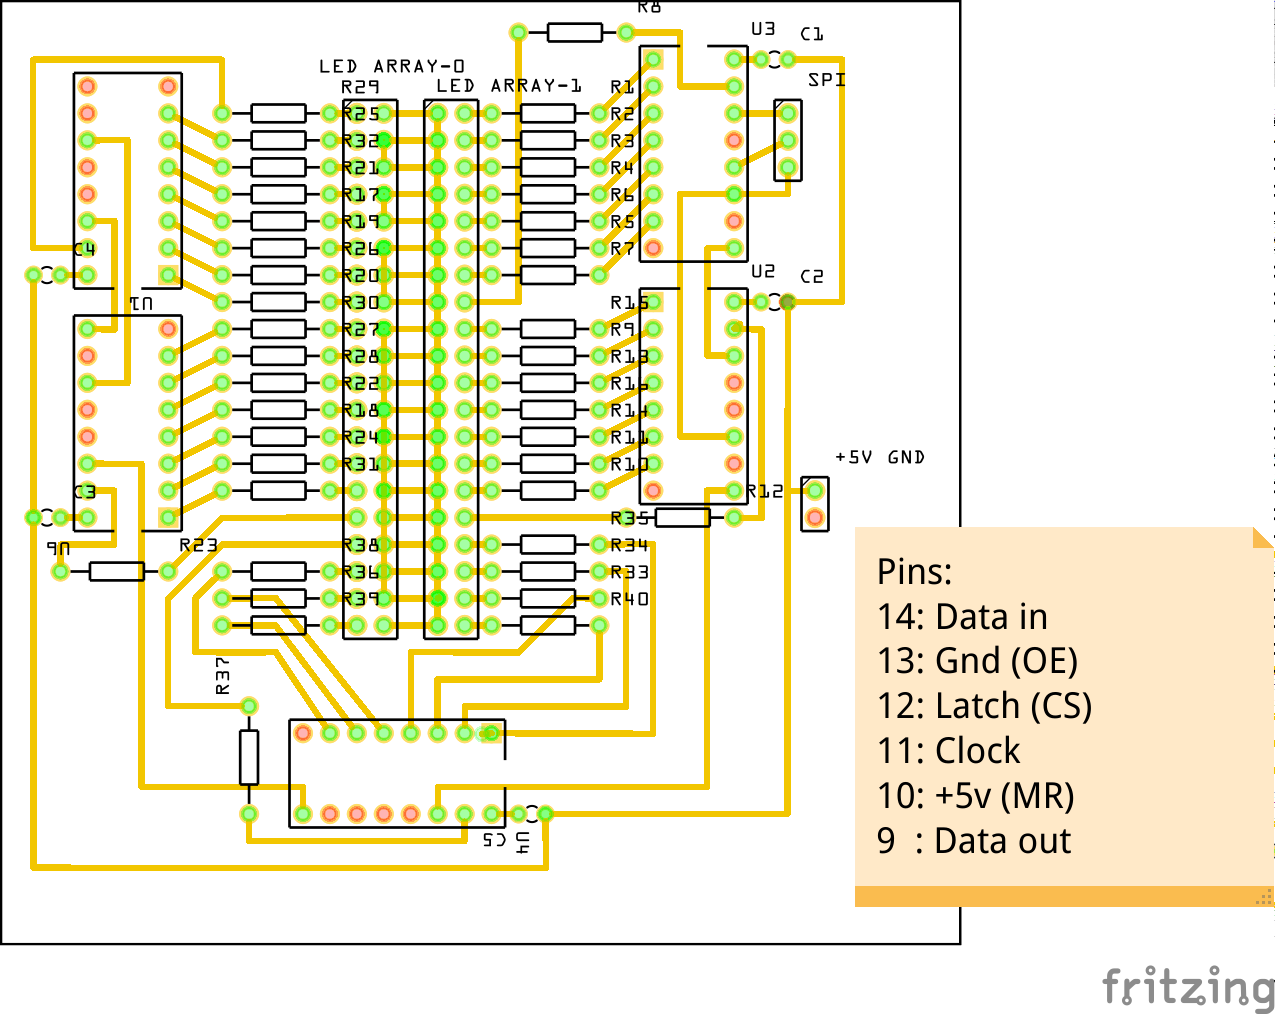 R8
U3
C1
LED ARRAY-0
SPI
R29
LED ARRAY-1
R1
R25
R2
R32
R3
R21
R4
R17
R6
R19
R5
R26
R7
C4
R20
U2
C2
U1
R30
R15
R27
R9
R28
R13
R22
R16
R18
R14
R24
R11
+5V GND
R31
R10
C3
R12
R35
U6
R23
R38
R34
R36
R33
R39
R40
R37
C5
U4
Pins:
14: Data in
13: Gnd (OE)
12: Latch (CS)
11: Clock
10: +5v (MR)
9 : Data out
fritzing